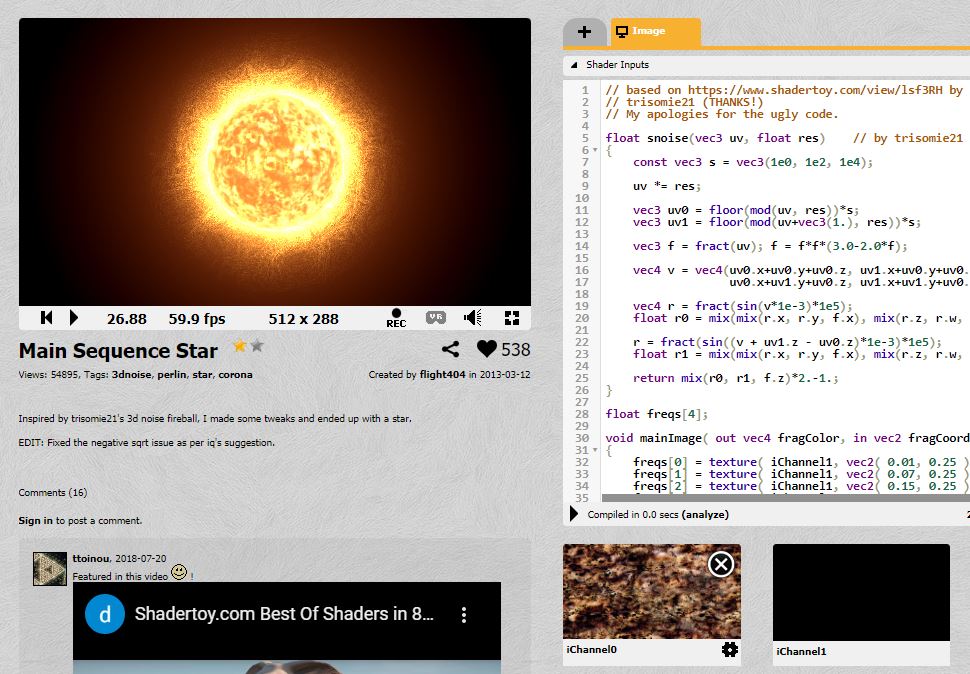 26.88 59.9 fps 512 x 288 REC VR
Main Sequence Star 538
Views: 54895, Tags: 3dnoise, perlin, star, corona Created by flight404 in 2013-03-12
Inspired by trisomie21's 3d noise fireball, I made some tweaks and ended up with a star.
EDIT: Fixed the negative sqrt issue as per iq's suggestion.
Comments (16)
Sign in to post a comment.
ttoinou, 2018-07-20
Featured in this video !
d Shadertoy.com Best Of Shaders in 8...
+ Image
Shader Inputs
1 // based on https://www.shadertoy.com/view/lsf3RH by
2 // trisomie21 (THANKS!)
3 // My apologies for the ugly code.
4
5 float snoise(vec3 uv, float res) // by trisomie21
6 {
7 const vec3 s = vec3(1e0, 1e2, 1e4);
8
9 uv *= res;
10
11 vec3 uv0 = floor(mod(uv, res))*s;
12 vec3 uv1 = floor(mod(uv+vec3(1.), res))*s;
13
14 vec3 f = fract(uv); f = f*f*(3.0-2.0*f);
15
16 vec4 v = vec4(uv0.x+uv0.y+uv0.z, uv1.x+uv0.y+uv0.
17 uv0.x+uv1.y+uv0.z, uv1.x+uv1.y+uv0.
18
19 vec4 r = fract(sin(v*1e-3)*1e5);
20 float r0 = mix(mix(r.x, r.y, f.x), mix(r.z, r.w,
21
22 r = fract(sin((v + uv1.z - uv0.z)*1e-3)*1e5);
23 float r1 = mix(mix(r.x, r.y, f.x), mix(r.z, r.w,
24
25 return mix(r0, r1, f.z)*2.-1.;
26 }
27
28 float freqs[4];
29
30 void mainImage( out vec4 fragColor, in vec2 fragCoord
31 {
32 freqs[0] = texture( iChannel1, vec2( 0.01, 0.25 )
33 freqs[1] = texture( iChannel1, vec2( 0.07, 0.25 )
34 freqs[2] = texture( iChannel1, vec2( 0.15, 0.25 )
35
Compiled in 0.0 secs (analyze) 2
iChannel0
iChannel1